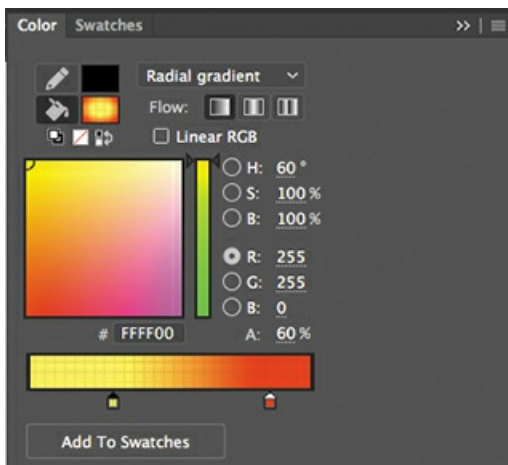 Color Swatches
Radial gradient
Flow:
Linear RGB
H: 60 °
S: 100 %
B: 100 %
R: 255
G: 255
B: 0
# FFFF00 A: 60 %
Add To Swatches